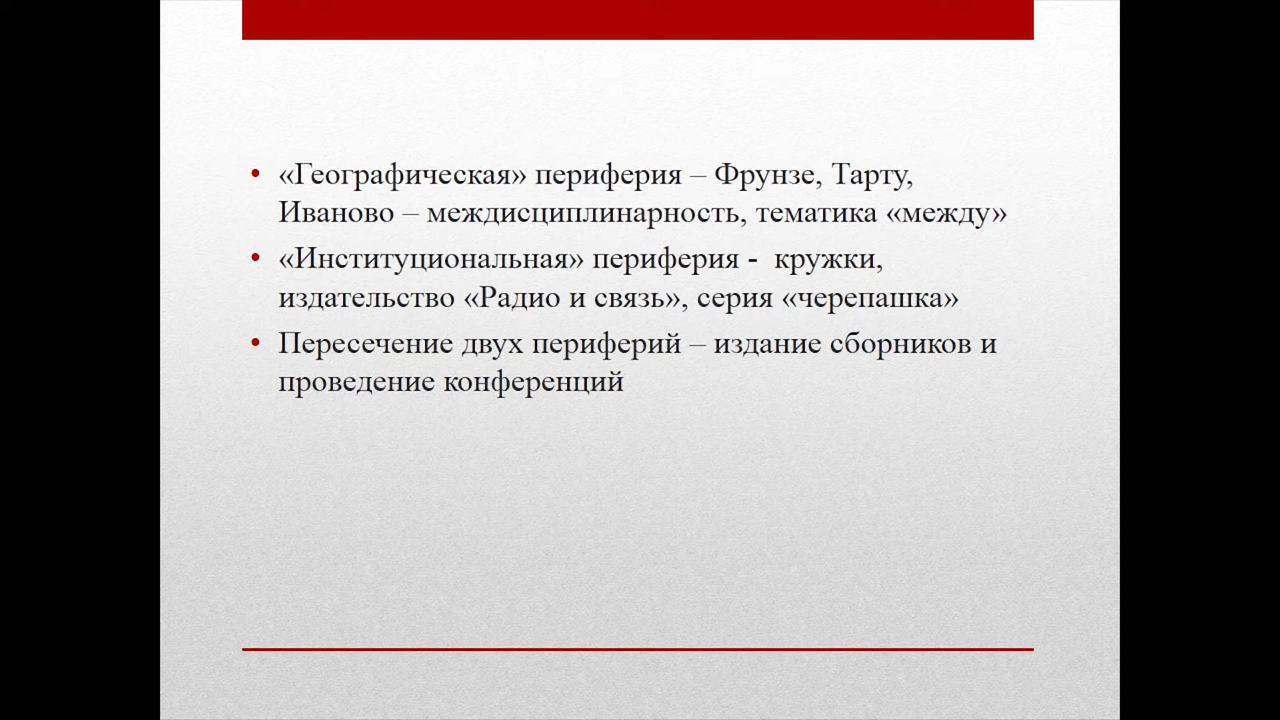 • «Географическая» периферия – Фрунзе, Тарту,
Иваново – междисциплинарность, тематика «между»
• «Институциональная» периферия -  кружки,
издательство «Радио и связь», серия «черепашка»
• Пересечение двух периферий – издание сборников и
проведение конференций